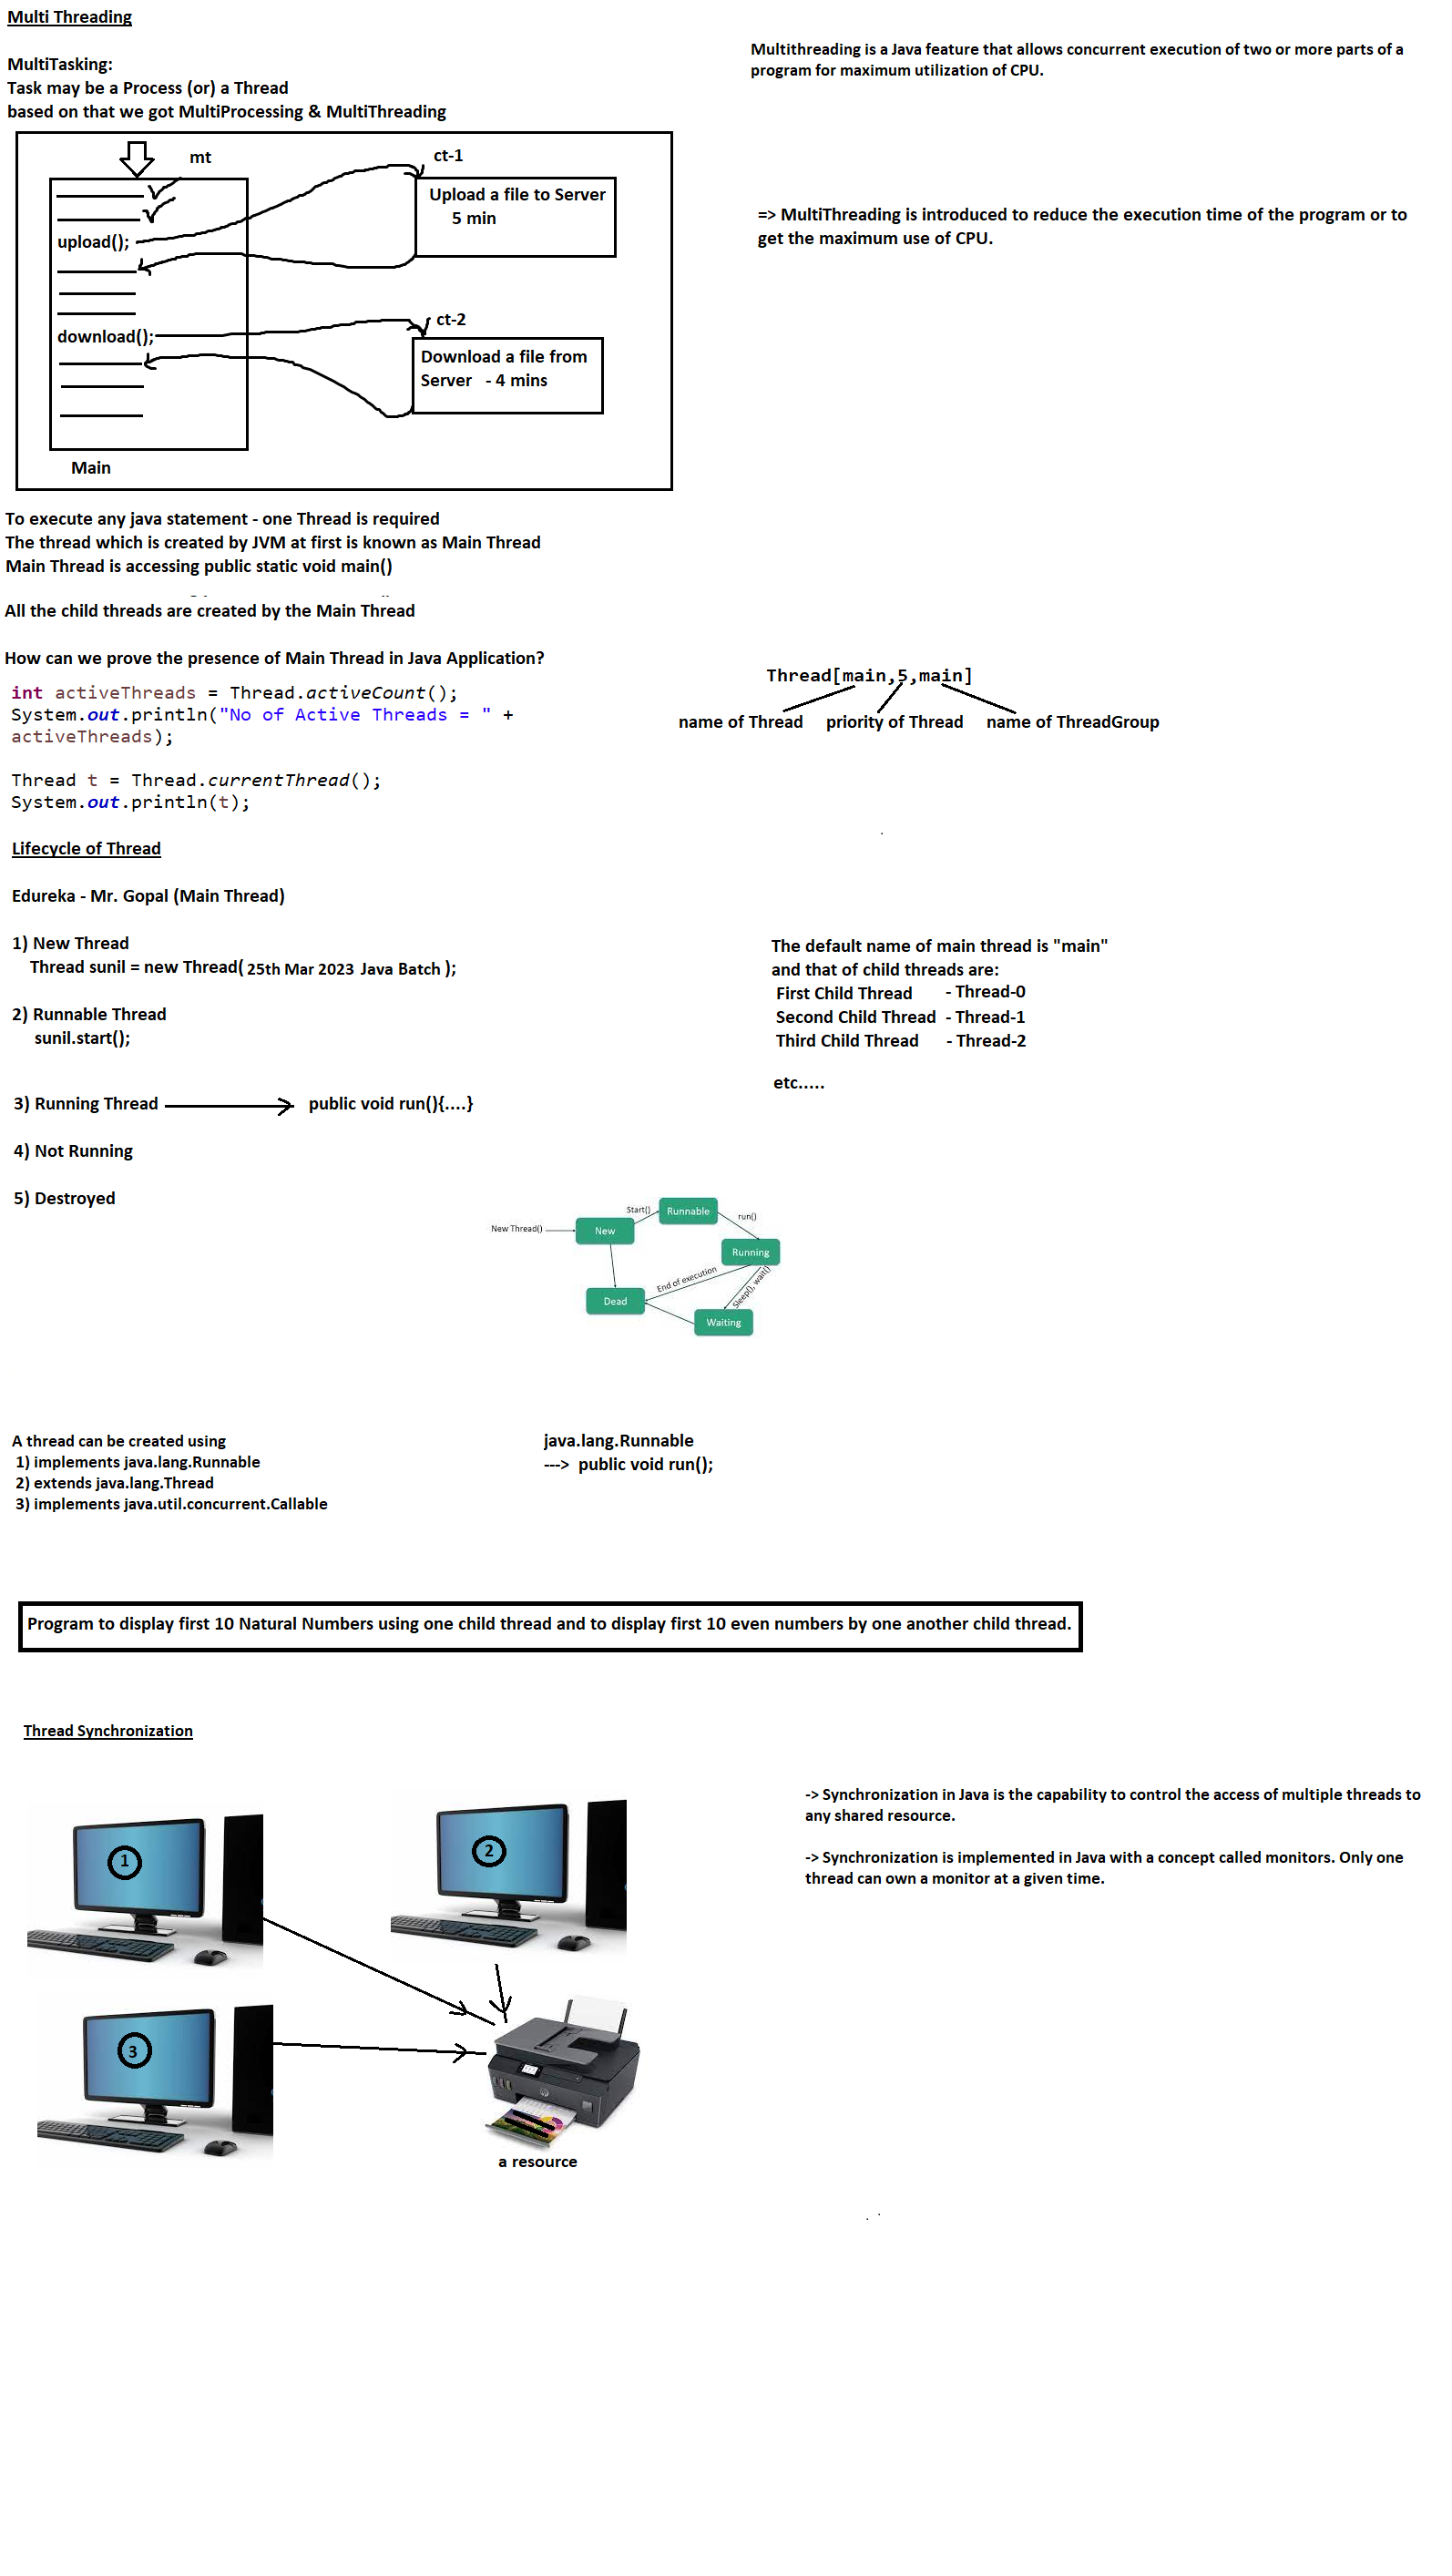 Multi Threading
MultiTasking:
Task may be a Process (or) a Thread
based on that we got MultiProcessing & MultiThreading
Multithreading is a Java feature that allows concurrent execution of two or more parts of a
program for maximum utilization of CPU.
mt
ct-1
Upload a file to Server
5 min
upload();
=> MultiThreading is introduced to reduce the execution time of the program or to
get the maximum use of CPU.
ct-2
download();
Download a file from
Server - 4 mins
Main
To execute any java statement - one Thread is required
The thread which is created by JVM at first is known as Main Thread
Main Thread is accessing public static void main()
All the child threads are created by the Main Thread
How can we prove the presence of Main Thread in Java Application?
int activeThreads = Thread.activeCount();
System.out.println("No of Active Threads = " +
activeThreads);
Thread t = Thread.currentThread();
System.out.println(t);
Thread[main,5,main]
name of Thread priority of Thread name of ThreadGroup
Lifecycle of Thread
Edureka - Mr. Gopal (Main Thread)
1) New Thread
Thread sunil = new Thread( 25th Mar 2023 Java Batch );
2) Runnable Thread
sunil.start();
3) Running Thread public void run(){....}
4) Not Running
5) Destroyed
The default name of main thread is "main"
and that of child threads are:
First Child Thread - Thread-0
Second Child Thread - Thread-1
Third Child Thread - Thread-2
etc.....
New Thread()
New
Start()
Runnable
run()
Running
End of execution
Sleep(), wait()
Dead
Waiting
A thread can be created using
1) implements java.lang.Runnable
2) extends java.lang.Thread
3) implements java.util.concurrent.Callable
java.lang.Runnable
---> public void run();
Program to display first 10 Natural Numbers using one child thread and to display first 10 even numbers by one another child thread.
Thread Synchronization
-> Synchronization in Java is the capability to control the access of multiple threads to
any shared resource.
-> Synchronization is implemented in Java with a concept called monitors. Only one
thread can own a monitor at a given time.
1
2
3
a resource